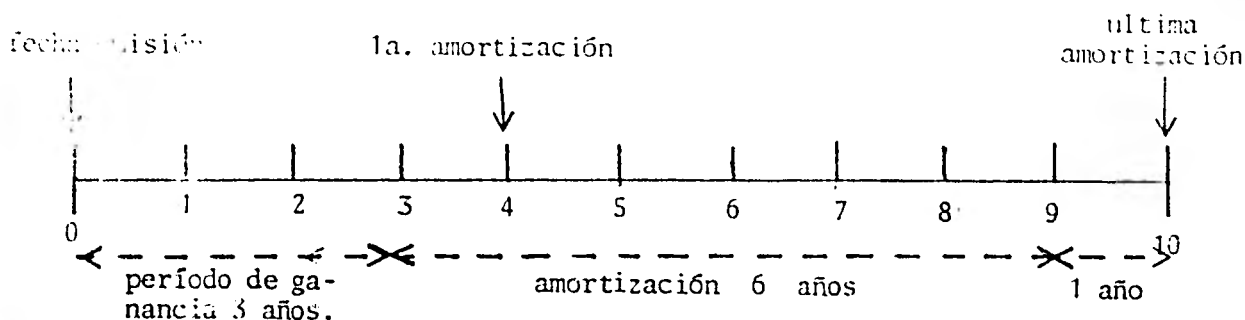 ultima
1a. amortización
amortización
0 1 2 3 4 5 6 7 8 9 10
período de ga-
nancia 3 años.
amortización 6 años
1 año